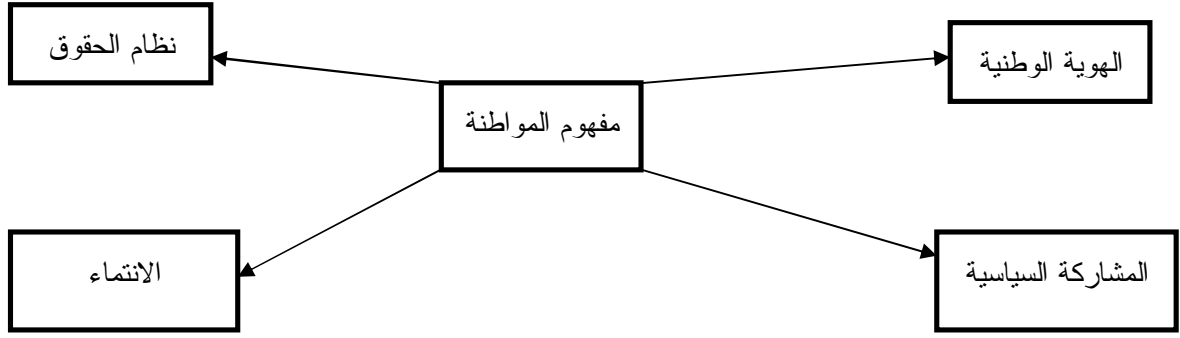 نظام الحقوق
الهوية الوطنية
مفهوم المواطنة
الانتماء
المشاركة السياسية